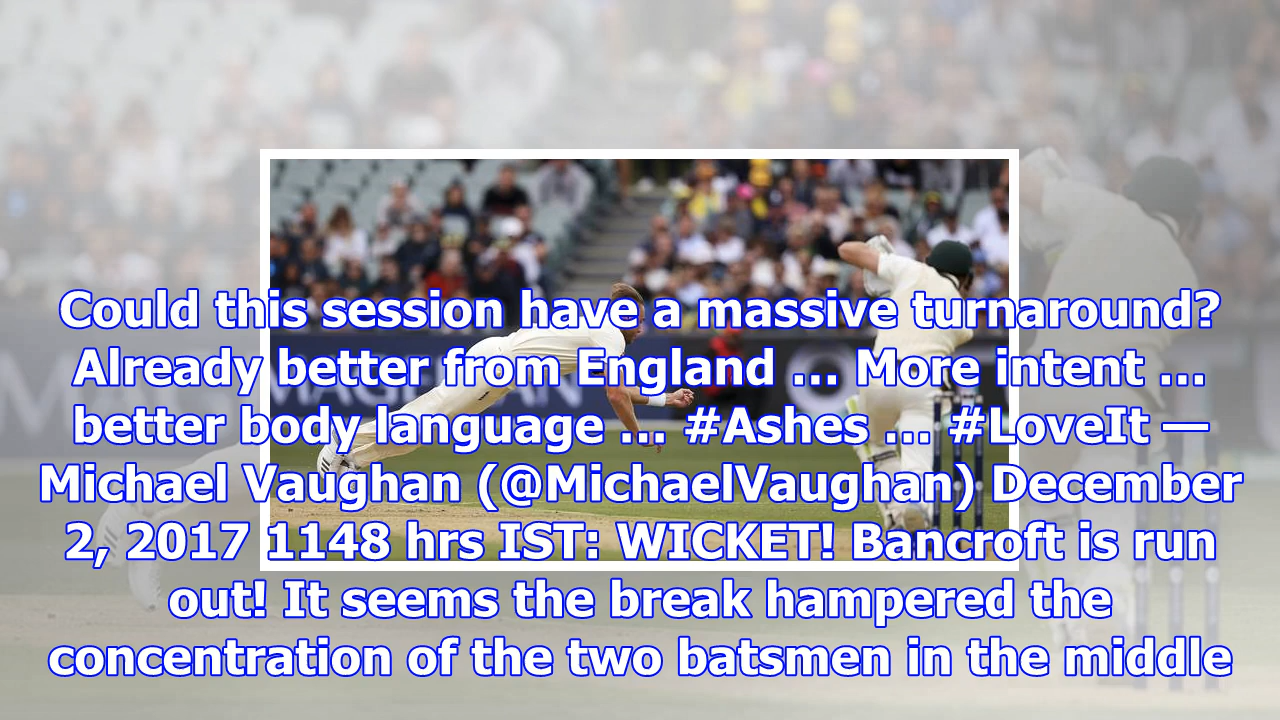 Could this session have a massive turnaround?
Already better from England ... More intent ...
better body language ... #Ashes ... #LoveIt —
Michael Vaughan (@MichaelVaughan) December
2, 2017 1148 hrs IST: WICKET! Bancroft is run
out! It seems the break hampered the
concentration of the two batsmen in the middle